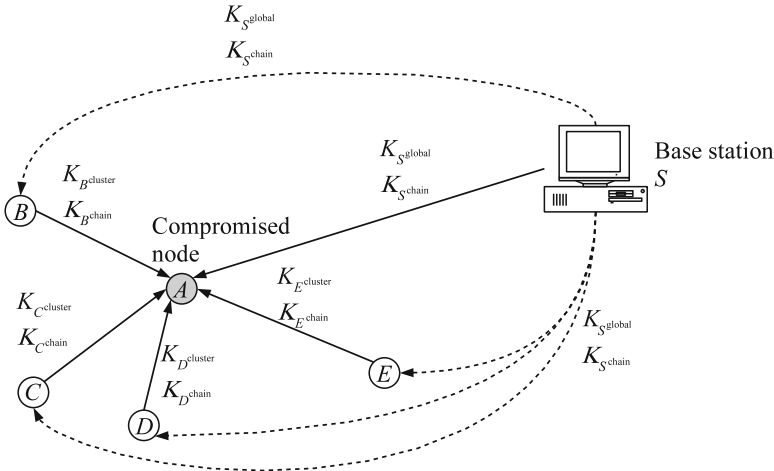 K_S^global
K_S^chain
K_S^global
K_S^chain
Base station
S
K_B^cluster
K_B^chain
B
Compromised
node
A
K_E^cluster
K_E^chain
K_C^cluster
K_C^chain
K_S^global
K_S^chain
K_D^cluster
K_D^chain
E
C
D